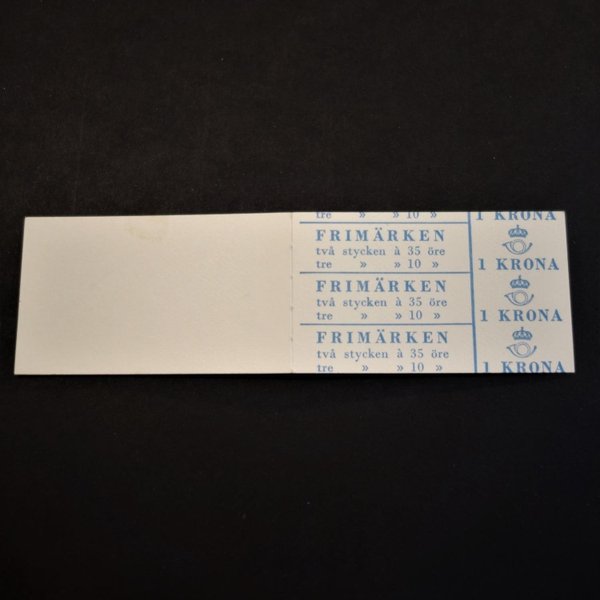 tre » » 10 »
1 KRONA
FRIMÄRKEN
två stycken à 35 öre
tre » » 10 »
1 KRONA
FRIMÄRKEN
två stycken à 35 öre
tre » » 10 »
1 KRONA
FRIMÄRKEN
två stycken à 35 öre
tre » » 10 »
1 KRONA